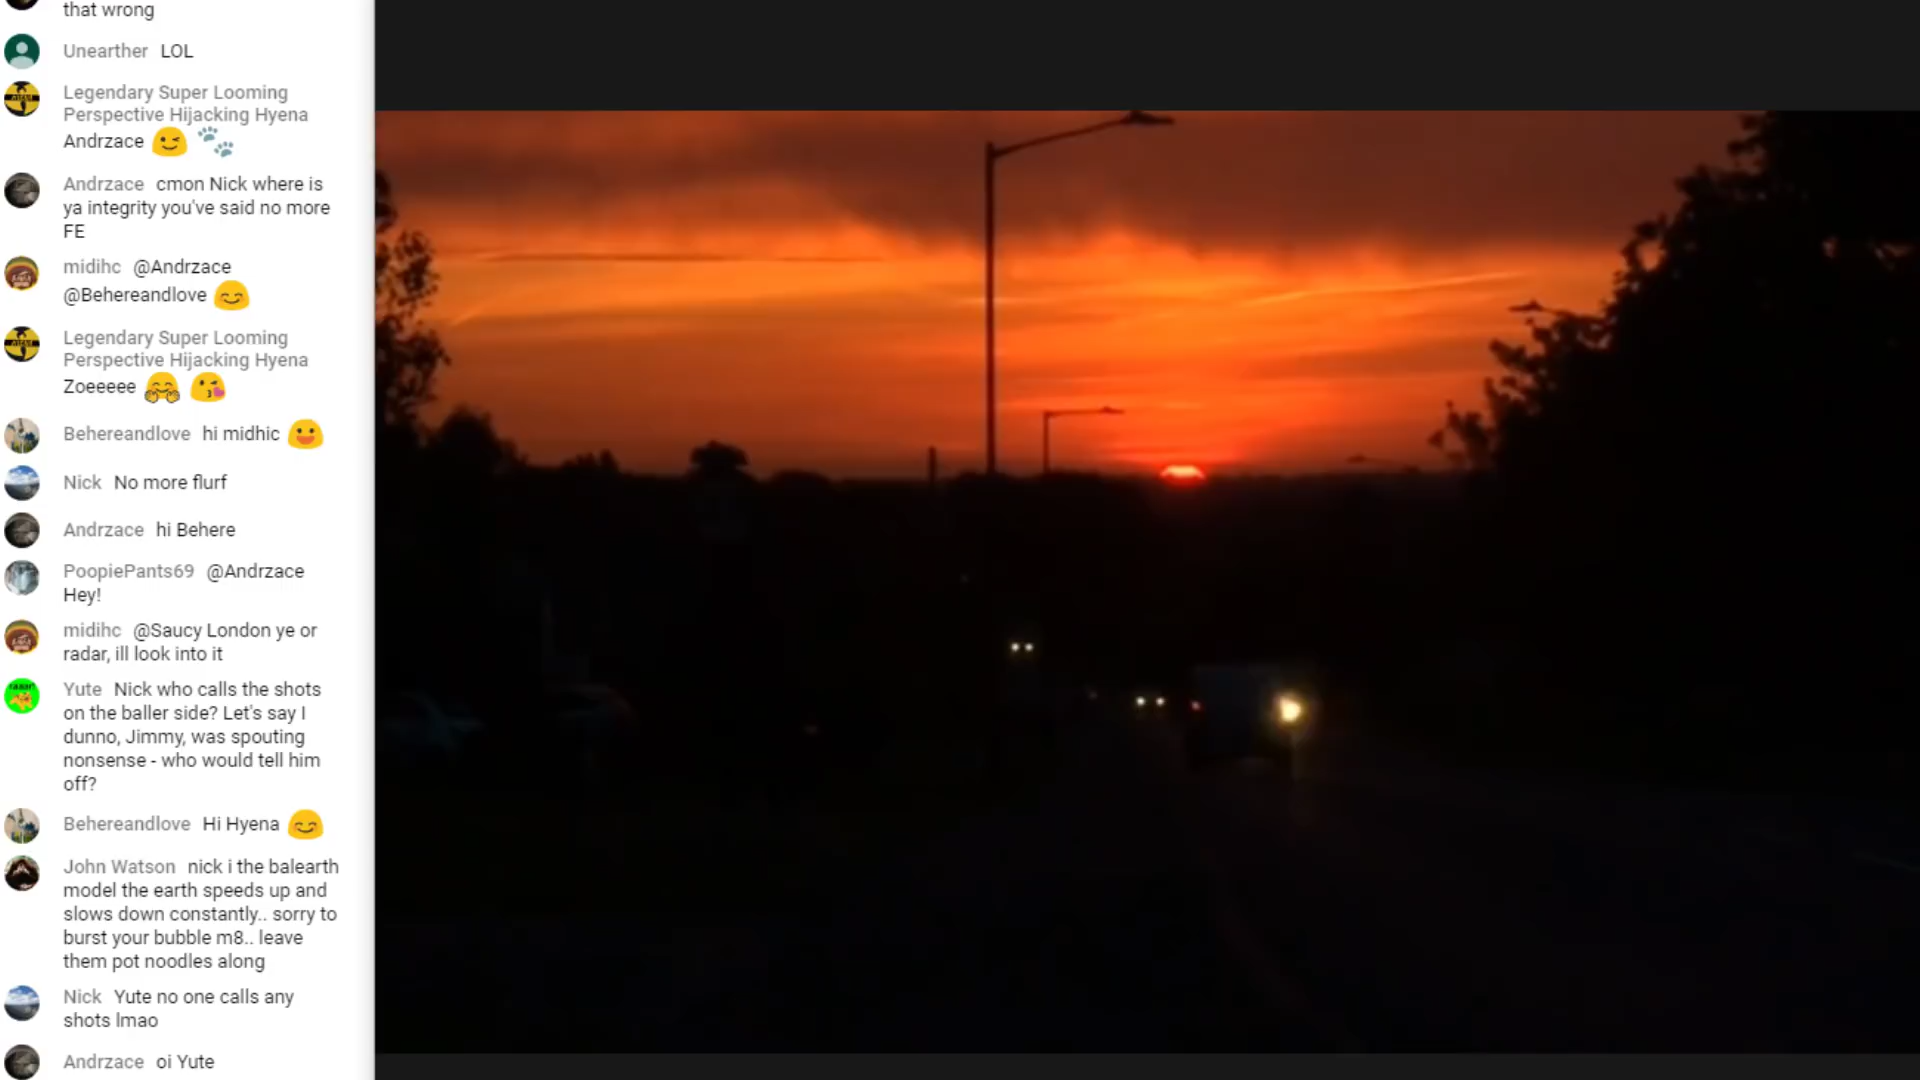 that wrong
Unearther LOL
Legendary Super Looming
Perspective Hijacking Hyena
Andrzace 😉 🐾
Andrzace cmon Nick where is
ya integrity you've said no more
FE
midihc @Andrzace
@Behereandlove 😊
Legendary Super Looming
Perspective Hijacking Hyena
Zoeeeee 🤗 😘
Behereandlove hi midhic 😃
Nick No more flurf
Andrzace hi Behere
PoopiePants69 @Andrzace
Hey!
midihc @Saucy London ye or
radar, ill look into it
Yute Nick who calls the shots
on the baller side? Let's say I
dunno, Jimmy, was spouting
nonsense - who would tell him
off?
Behereandlove Hi Hyena 😊
John Watson nick i the balearth
model the earth speeds up and
slows down constantly.. sorry to
burst your bubble m8.. leave
them pot noodles along
Nick Yute no one calls any
shots lmao
Andrzace oi Yute